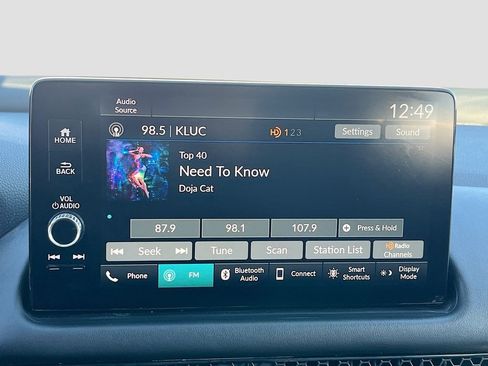 Audio
Source
12:49
98.5 | KLUC
HD 1 2 3
Settings
Sound
HOME
BACK
VOL
AUDIO
Top 40
Need To Know
Doja Cat
87.9
98.1
107.9
Press & Hold
Seek
Tune
Scan
Station List
HD Radio
Channels
Phone
FM
Bluetooth
Audio
Connect
Smart
Shortcuts
Display
Mode